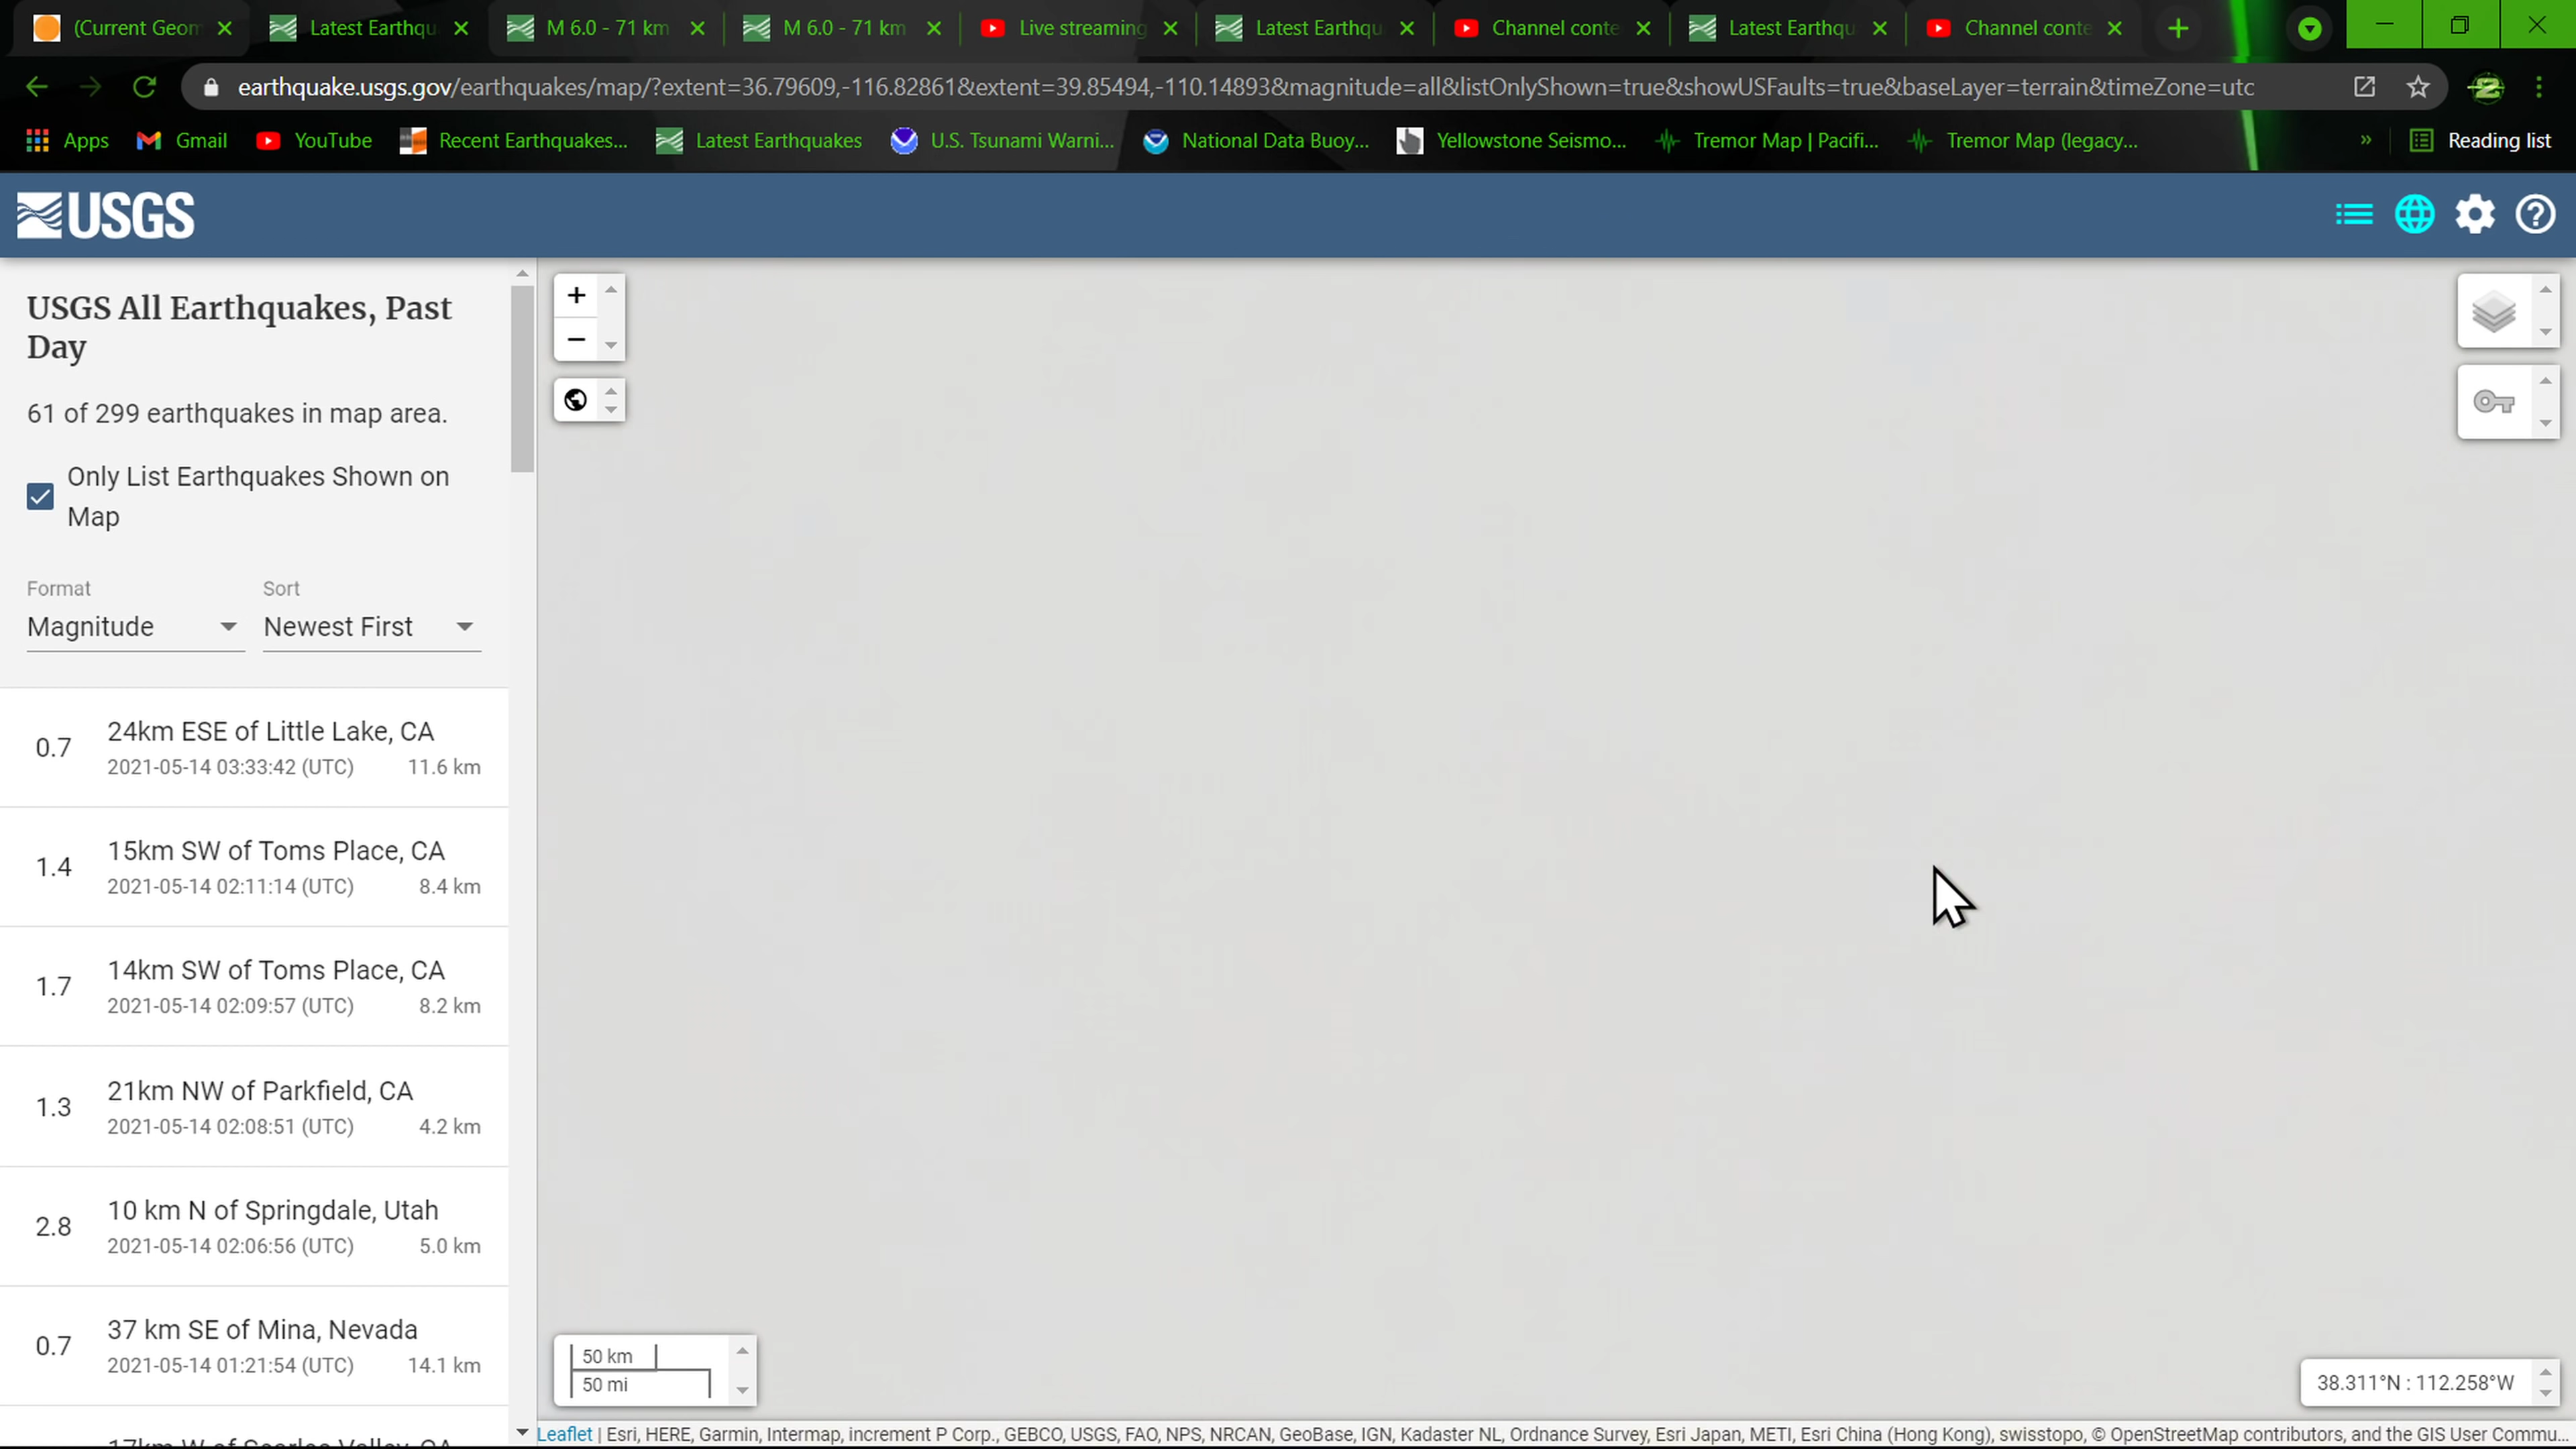 (Current Geom
Latest Earthqu
M 6.0 - 71 km
M 6.0 - 71 km
Live streaming
Latest Earthqu
Channel conte
Latest Earthqu
Channel conte
earthquake.usgs.gov/earthquakes/map/?extent=36.79609,-116.82861&extent=39.85494,-110.14893&magnitude=all&listOnlyShown=true&showUSFaults=true&baseLayer=terrain&timeZone=utc
Apps
Gmail
YouTube
Recent Earthquakes...
Latest Earthquakes
U.S. Tsunami Warni...
National Data Buoy...
Yellowstone Seismo...
Tremor Map | Pacifi...
Tremor Map (legacy...
»
Reading list
USGS
USGS All Earthquakes, Past
Day
61 of 299 earthquakes in map area.
Only List Earthquakes Shown on
Map
Format
Sort
Magnitude
Newest First
0.7
24km ESE of Little Lake, CA
2021-05-14 03:33:42 (UTC)
11.6 km
1.4
15km SW of Toms Place, CA
2021-05-14 02:11:14 (UTC)
8.4 km
1.7
14km SW of Toms Place, CA
2021-05-14 02:09:57 (UTC)
8.2 km
1.3
21km NW of Parkfield, CA
2021-05-14 02:08:51 (UTC)
4.2 km
2.8
10 km N of Springdale, Utah
2021-05-14 02:06:56 (UTC)
5.0 km
0.7
37 km SE of Mina, Nevada
2021-05-14 01:21:54 (UTC)
14.1 km
17km W of Searles Valley, CA
50 km
50 mi
38.311°N : 112.258°W
Leaflet | Esri, HERE, Garmin, Intermap, increment P Corp., GEBCO, USGS, FAO, NPS, NRCAN, GeoBase, IGN, Kadaster NL, Ordnance Survey, Esri Japan, METI, Esri China (Hong Kong), swisstopo, © OpenStreetMap contributors, and the GIS User Commu...